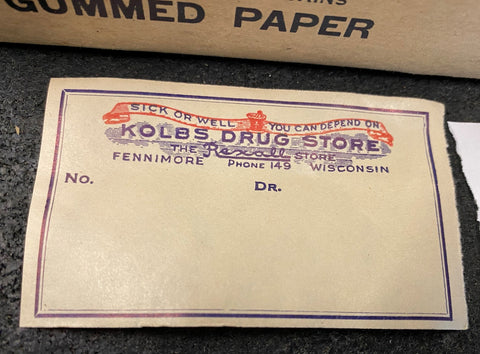 GUMMED PAPER
SICK OR WELL YOU CAN DEPEND ON
KOLBS DRUG STORE
THE Rexall STORE
FENNIMORE PHONE 149 WISCONSIN
No. DR.